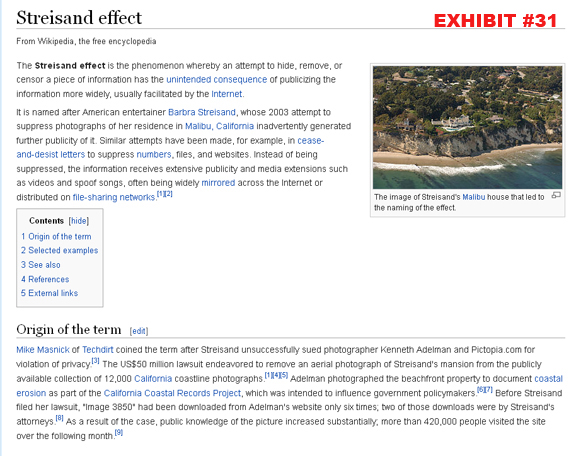 Streisand effect
EXHIBIT #31
From Wikipedia, the free encyclopedia
The Streisand effect is the phenomenon whereby an attempt to hide, remove, or
censor a piece of information has the unintended consequence of publicizing the
information more widely, usually facilitated by the Internet.
It is named after American entertainer Barbra Streisand, whose 2003 attempt to
suppress photographs of her residence in Malibu, California inadvertently generated
further publicity of it. Similar attempts have been made, for example, in cease-
and-desist letters to suppress numbers, files, and websites. Instead of being
suppressed, the information receives extensive publicity and media extensions such
as videos and spoof songs, often being widely mirrored across the Internet or
distributed on file-sharing networks.[1][2]
The image of Streisand's Malibu house that led to
the naming of the effect.
Contents [hide]
1 Origin of the term
2 Selected examples
3 See also
4 References
5 External links
Origin of the term [edit]
Mike Masnick of Techdirt coined the term after Streisand unsuccessfully sued photographer Kenneth Adelman and Pictopia.com for
violation of privacy.[3] The US$50 million lawsuit endeavored to remove an aerial photograph of Streisand's mansion from the publicly
available collection of 12,000 California coastline photographs.[1][4][5] Adelman photographed the beachfront property to document coastal
erosion as part of the California Coastal Records Project, which was intended to influence government policymakers.[6][7] Before Streisand
filed her lawsuit, "Image 3850" had been downloaded from Adelman's website only six times; two of those downloads were by Streisand's
attorneys.[8] As a result of the case, public knowledge of the picture increased substantially; more than 420,000 people visited the site
over the following month.[9]